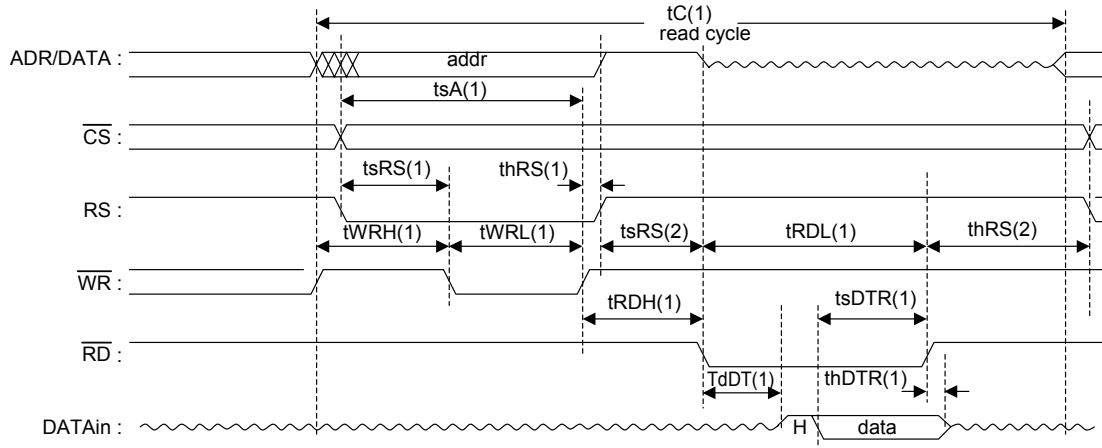 tC(1)
read cycle
ADR/DATA :
addr
tsA(1)
CS :
tsRS(1)
thRS(1)
RS :
tWRH(1)
tWRL(1)
tsRS(2)
tRDL(1)
thRS(2)
WR :
tRDH(1)
tsDTR(1)
RD :
TdDT(1)
thDTR(1)
DATAin :
H
data